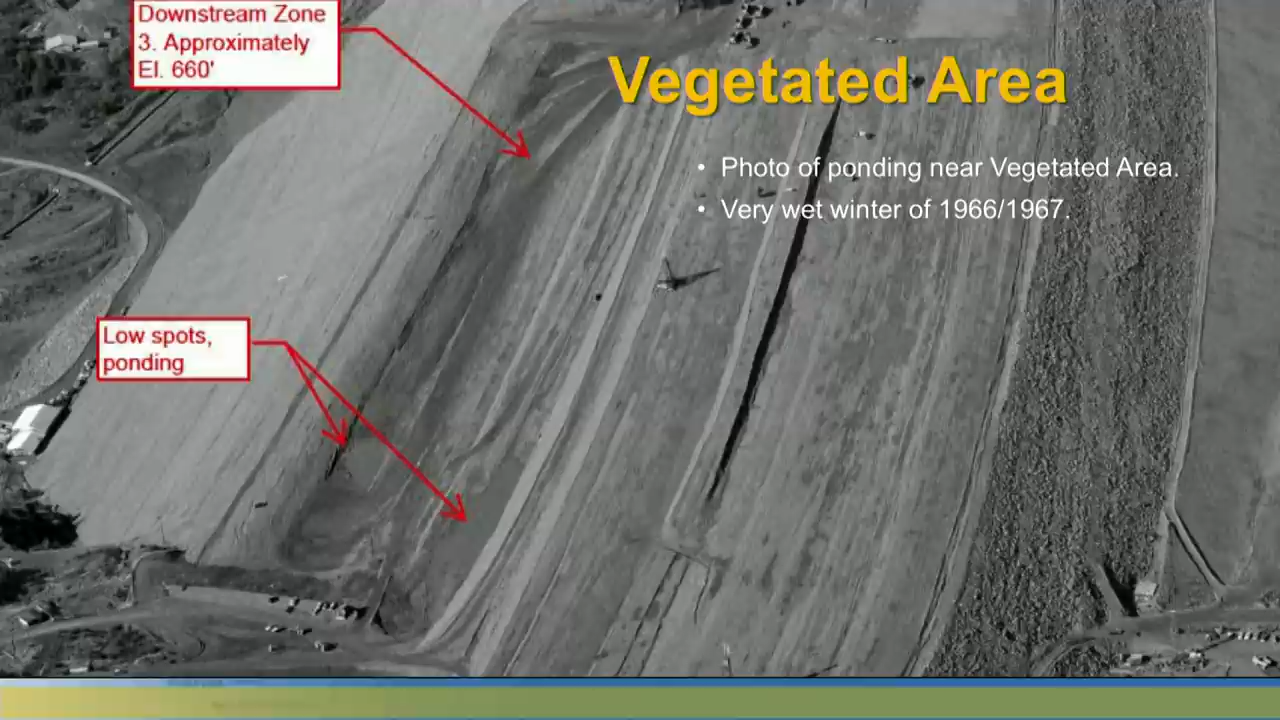 Downstream Zone
3. Approximately
El. 660'
Vegetated Area
• Photo of ponding near Vegetated Area.
• Very wet winter of 1966/1967.
Low spots,
ponding